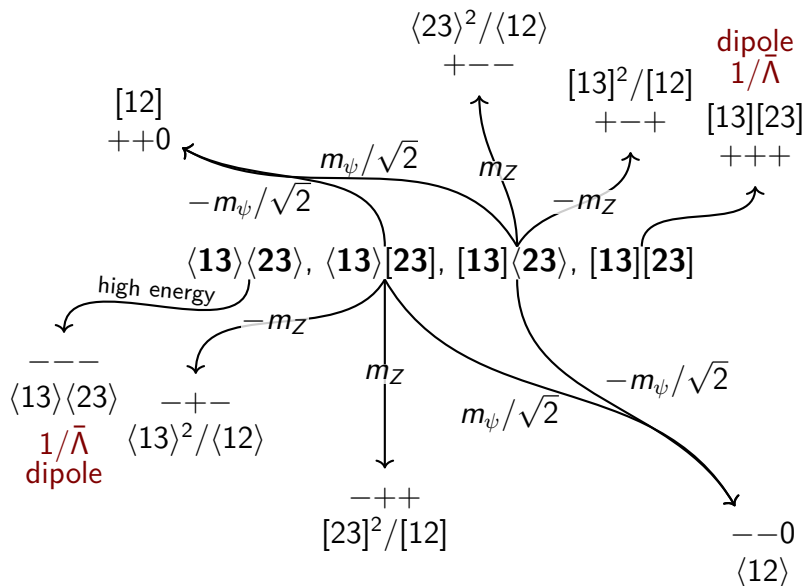 ⟨23⟩²/⟨12⟩
+−−
dipole
1/Λ̄
[13]²/[12]
+−+
[13][23]
+++
[12]
++0
m_ψ/√2
−m_ψ/√2
m_Z
−m_Z
⟨13⟩⟨23⟩, ⟨13⟩[23], [13]⟨23⟩, [13][23]
high energy
−m_Z
m_Z
m_ψ/√2
−m_ψ/√2
−−−
⟨13⟩⟨23⟩
1/Λ̄
dipole
−+−
⟨13⟩²/⟨12⟩
−++
[23]²/[12]
−−0
⟨12⟩